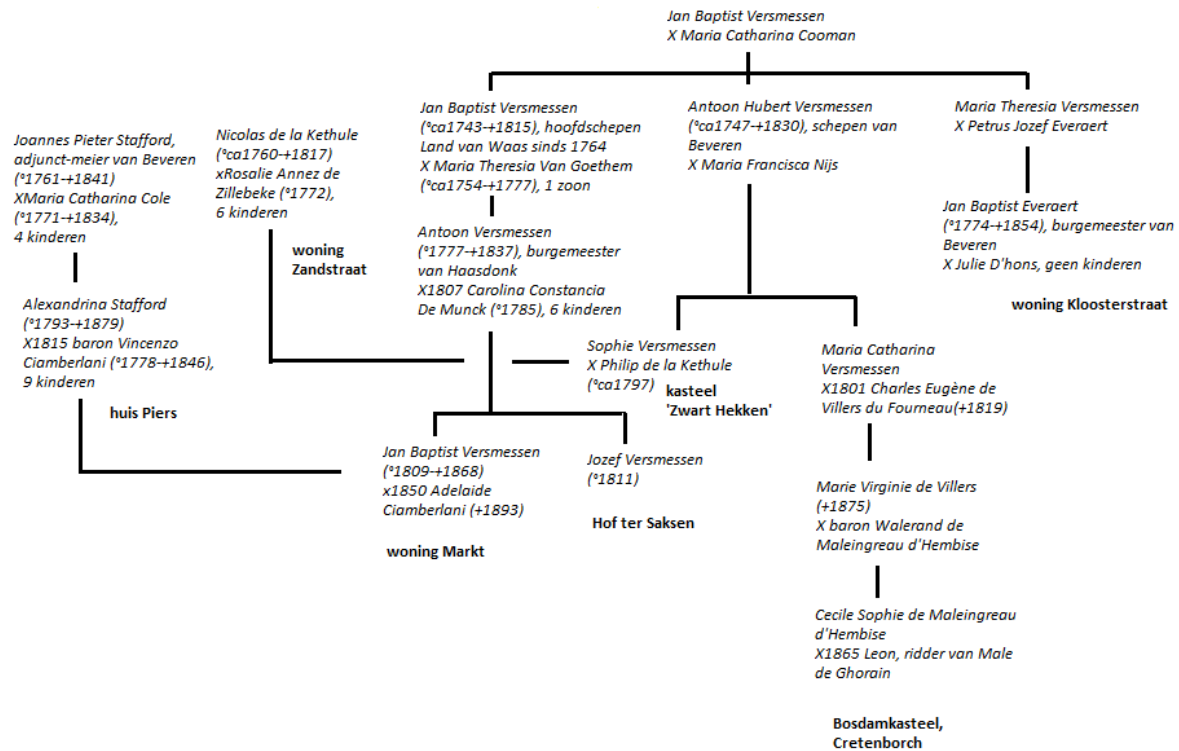 Jan Baptist Versmessen
X Maria Catharina Cooman
Joannes Pieter Stafford,
adjunct-meier van Beveren
(°1761-+1841)
XMaria Catharina Cole
(°1771-+1834),
4 kinderen
Nicolas de la Kethule
(°ca1760-+1817)
xRosalie Annez de
Zillebeke (°1772),
6 kinderen
Jan Baptist Versmessen
(°ca1743-+1815), hoofdschepen
Land van Waas sinds 1764
X Maria Theresia Van Goethem
(°ca1754-+1777), 1 zoon
Antoon Hubert Versmessen
(°ca1747-+1830), schepen van
Beveren
X Maria Francisca Nijs
Maria Theresia Versmessen
X Petrus Jozef Everaert
woning
Zandstraat
Antoon Versmessen
(°1777-+1837), burgemeester
van Haasdonk
X1807 Carolina Constancia
De Munck (°1785), 6 kinderen
Jan Baptist Everaert
(°1774-+1854), burgemeester van
Beveren
X Julie D'hons, geen kinderen
woning Kloosterstraat
Alexandrina Stafford
(°1793-+1879)
X1815 baron Vincenzo
Ciamberlani (°1778-+1846),
9 kinderen
huis Piers
Sophie Versmessen
X Philip de la Kethule
(°ca1797)
kasteel
'Zwart Hekken'
Maria Catharina
Versmessen
X1801 Charles Eugène de
Villers du Fourneau(+1819)
Jan Baptist Versmessen
(°1809-+1868)
x1850 Adelaide
Ciamberlani (+1893)
woning Markt
Jozef Versmessen
(°1811)
Hof ter Saksen
Marie Virginie de Villers
(+1875)
X baron Walerand de
Maleingreau d'Hembise
Cecile Sophie de Maleingreau
d'Hembise
X1865 Leon, ridder van Male
de Ghorain
Bosdamkasteel,
Cretenborch